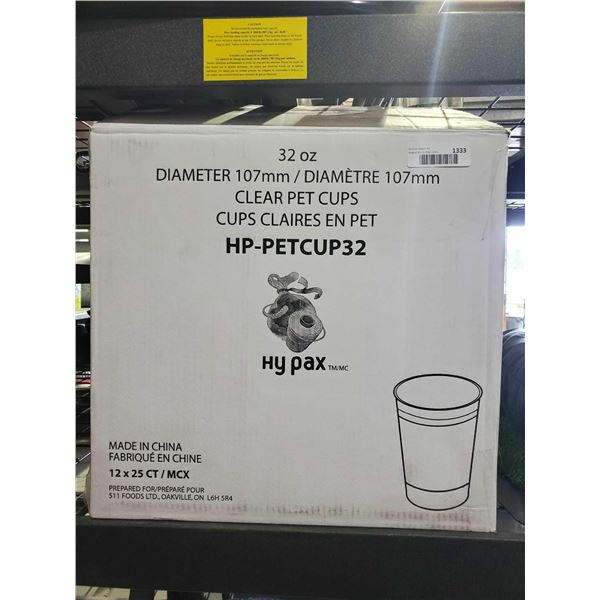 CAUTION
ATTENTION
1333
32 oz
DIAMETER 107mm / DIAMÈTRE 107mm
CLEAR PET CUPS
CUPS CLAIRES EN PET
HP-PETCUP32
Hy pax TM/MC
MADE IN CHINA
FABRIQUÉ EN CHINE
12 x 25 CT / MCX
PREPARED FOR/PRÉPARÉ POUR
511 FOODS LTD., OAKVILLE, ON L6H 5R4